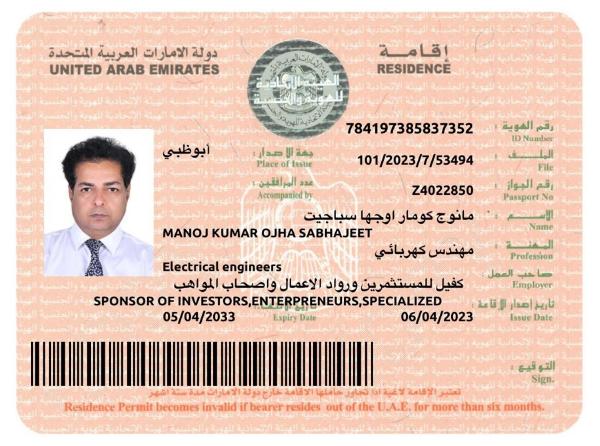 دولة الامارات العربية المتحدة
إقامة
UNITED ARAB EMIRATES
RESIDENCE
الهيئة الاتحادية
للهوية والجنسية
784197385837352
رقم الهوية :
ID Number
أبوظبي
جهة الإصدار :
Place of Issue
101/2023/7/53494
الملف :
File
عدد المرافقين :
Accompanied by
Z4022850
رقم الجواز :
Passport No
مانوج كومار اوجها سباجيت
الاسم :
Name
MANOJ KUMAR OJHA SABHAJEET
مهندس كهربائي
المهنة :
Profession
Electrical engineers
كفيل للمستثمرين ورواد الاعمال واصحاب المواهب
صاحب العمل
Employer
SPONSOR OF INVESTORS,ENTERPRENEURS,SPECIALIZED
تاريخ إصدار الإقامة :
05/04/2033
Expiry Date
06/04/2023
Issue Date
التوقيع :
Sign.
تعتبر الإقامة لاغية اذا تجاوز حاملها الاقامة خارج دولة الامارات مدة ستة اشهر
Residence Permit becomes invalid if bearer resides out of the U.A.E. for more than six months.